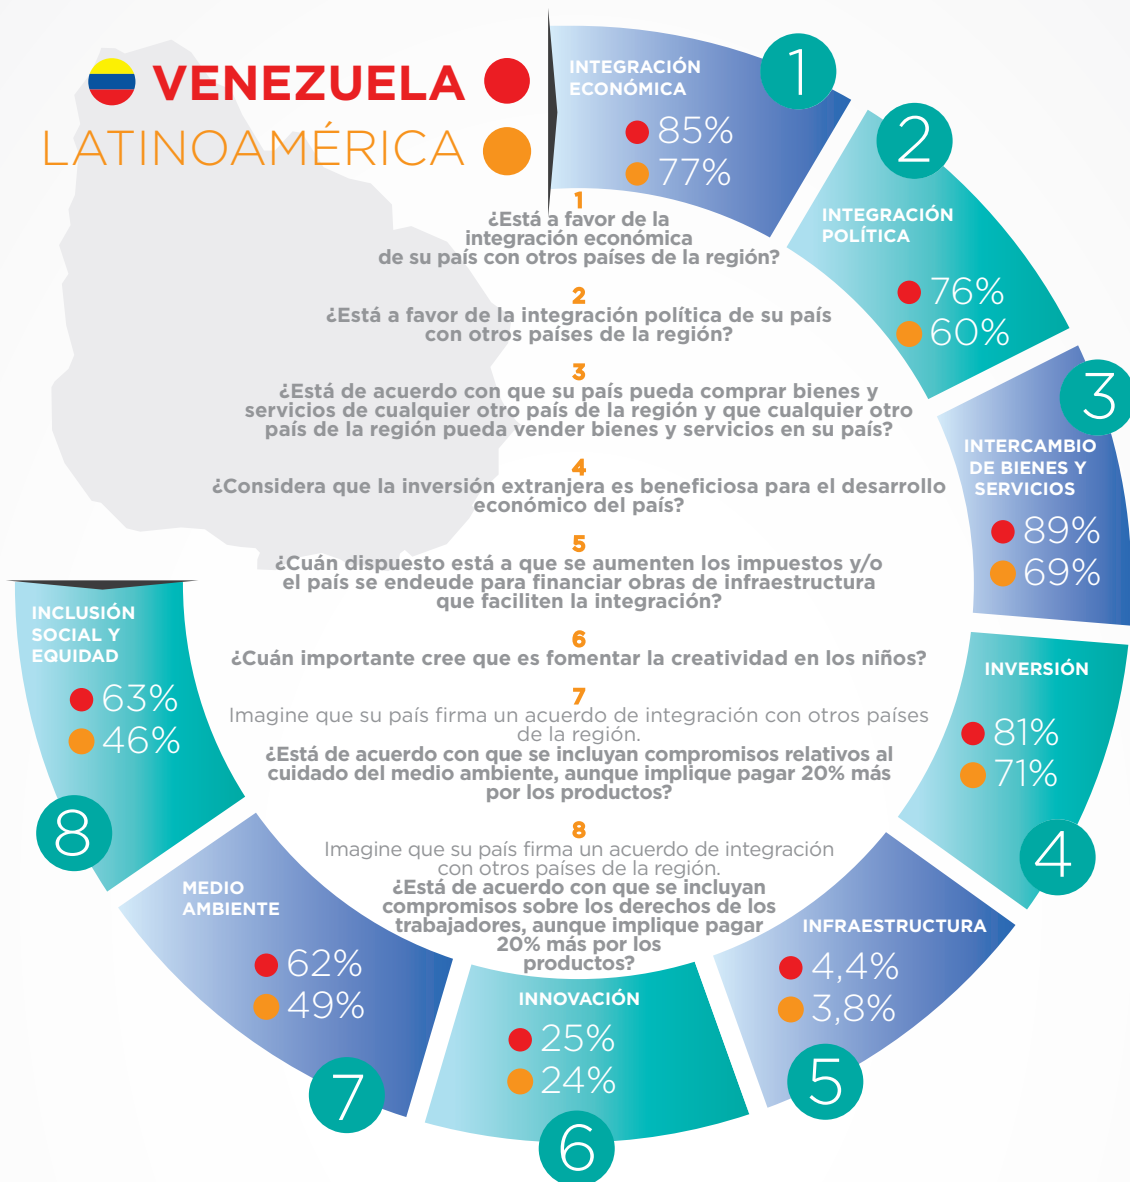 VENEZUELA
LATINOAMÉRICA
INTEGRACIÓN
ECONÓMICA
85%
77%
1
INTEGRACIÓN
POLÍTICA
76%
60%
2
INTERCAMBIO
DE BIENES Y
SERVICIOS
89%
69%
3
INVERSIÓN
81%
71%
4
INFRAESTRUCTURA
4,4%
3,8%
5
INNOVACIÓN
25%
24%
6
MEDIO
AMBIENTE
62%
49%
7
INCLUSIÓN
SOCIAL Y
EQUIDAD
63%
46%
8
1
¿Está a favor de la
integración económica
de su país con otros países de la región?
2
¿Está a favor de la integración política de su país
con otros países de la región?
3
¿Está de acuerdo con que su país pueda comprar bienes y
servicios de cualquier otro país de la región y que cualquier otro
país de la región pueda vender bienes y servicios en su país?
4
¿Considera que la inversión extranjera es beneficiosa para el desarrollo
económico del país?
5
¿Cuán dispuesto está a que se aumenten los impuestos y/o
el país se endeude para financiar obras de infraestructura
que faciliten la integración?
6
¿Cuán importante cree que es fomentar la creatividad en los niños?
7
Imagine que su país firma un acuerdo de integración con otros países
de la región.
¿Está de acuerdo con que se incluyan compromisos relativos al
cuidado del medio ambiente, aunque implique pagar 20% más
por los productos?
8
Imagine que su país firma un acuerdo de integración
con otros países de la región.
¿Está de acuerdo con que se incluyan
compromisos sobre los derechos de los
trabajadores, aunque implique pagar
20% más por los
productos?